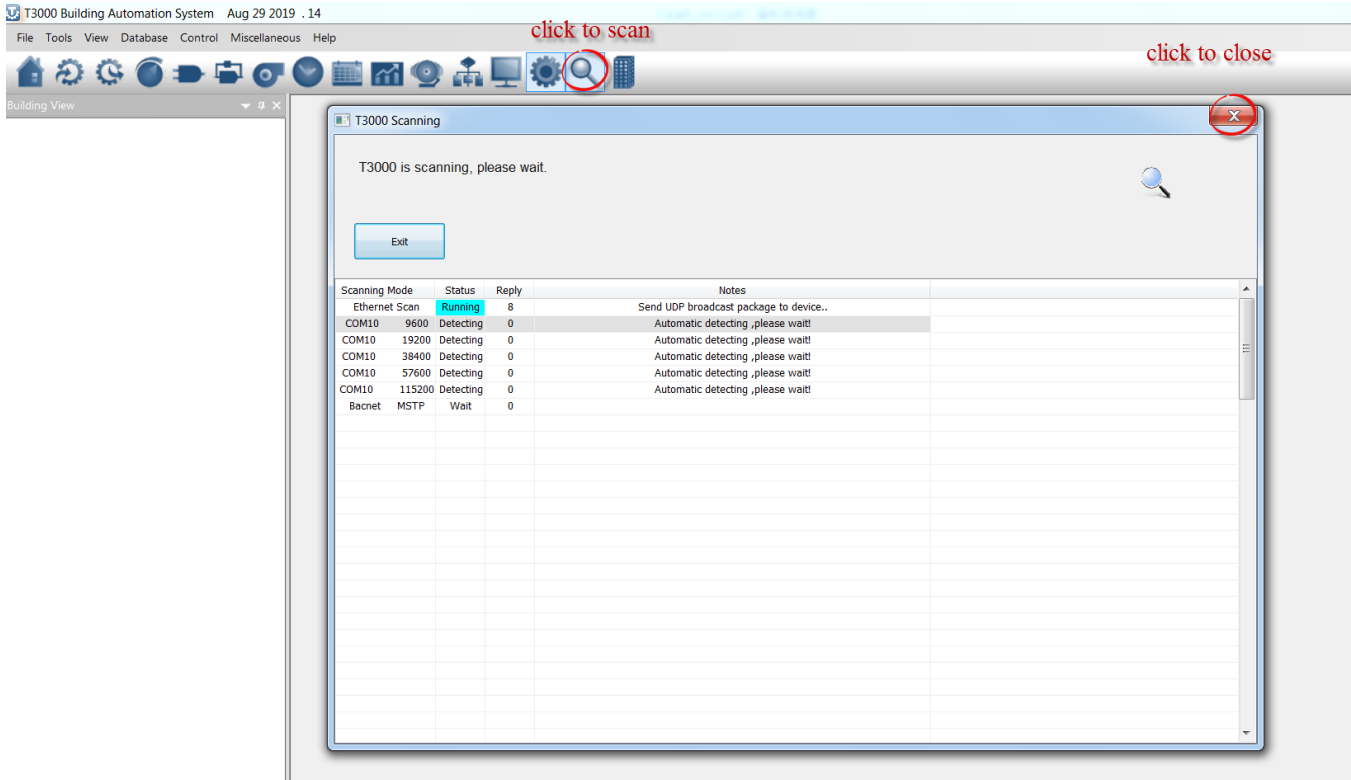 T3000 Building Automation System Aug 29 2019 . 14
File Tools View Database Control Miscellaneous Help
click to scan
click to close
Building View
T3000 Scanning
X
T3000 is scanning, please wait.
Exit
Scanning Mode Status Reply Notes
Ethernet Scan Running 8 Send UDP broadcast package to device..
COM10 9600 Detecting 0 Automatic detecting ,please wait!
COM10 19200 Detecting 0 Automatic detecting ,please wait!
COM10 38400 Detecting 0 Automatic detecting ,please wait!
COM10 57600 Detecting 0 Automatic detecting ,please wait!
COM10 115200 Detecting 0 Automatic detecting ,please wait!
Bacnet MSTP Wait 0